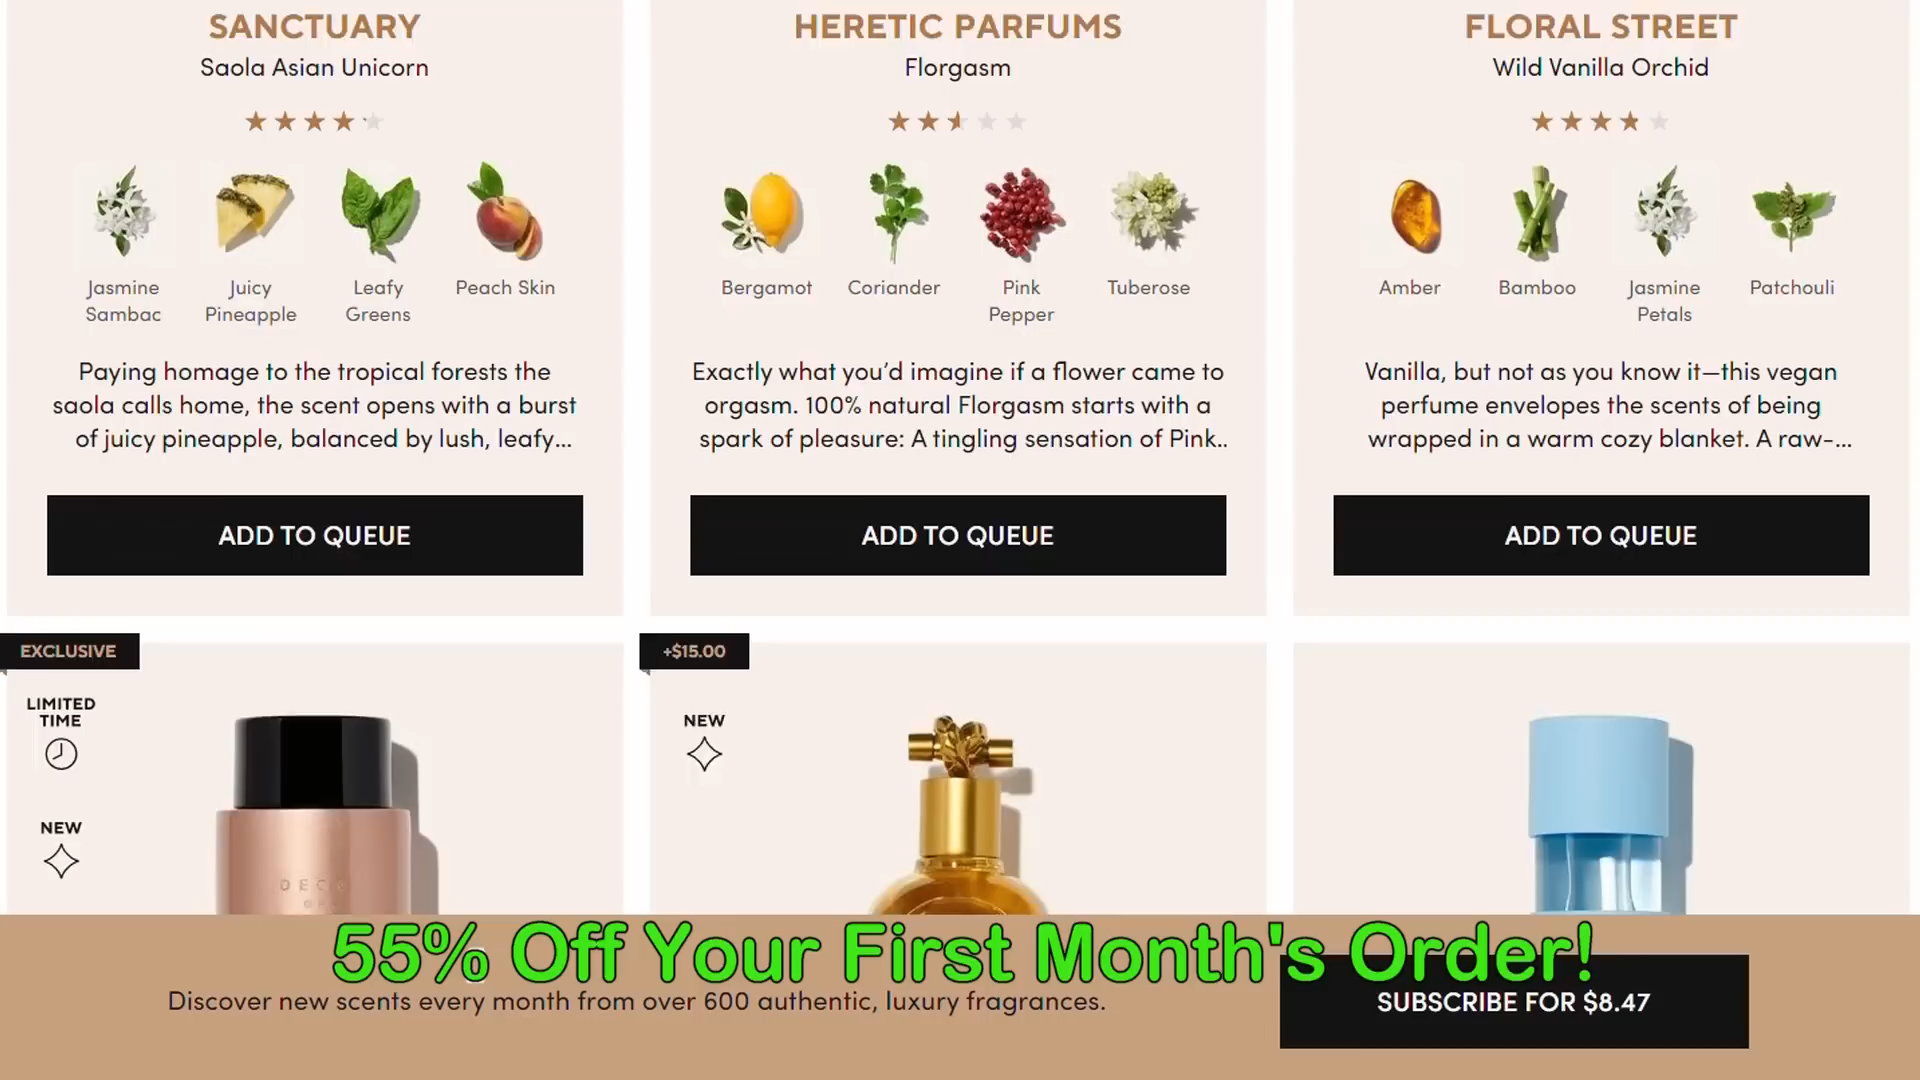 SANCTUARY
Saola Asian Unicorn
Jasmine
Sambac
Juicy
Pineapple
Leafy
Greens
Peach Skin
Paying homage to the tropical forests the
saola calls home, the scent opens with a burst
of juicy pineapple, balanced by lush, leafy...
ADD TO QUEUE
HERETIC PARFUMS
Florgasm
Bergamot
Coriander
Pink
Pepper
Tuberose
Exactly what you’d imagine if a flower came to
orgasm. 100% natural Florgasm starts with a
spark of pleasure: A tingling sensation of Pink..
ADD TO QUEUE
FLORAL STREET
Wild Vanilla Orchid
Amber
Bamboo
Jasmine
Petals
Patchouli
Vanilla, but not as you know it—this vegan
perfume envelopes the scents of being
wrapped in a warm cozy blanket. A raw-...
ADD TO QUEUE
EXCLUSIVE
LIMITED
TIME
NEW
+$15.00
NEW
55% Off Your First Month's Order!
Discover new scents every month from over 600 authentic, luxury fragrances.
SUBSCRIBE FOR $8.47